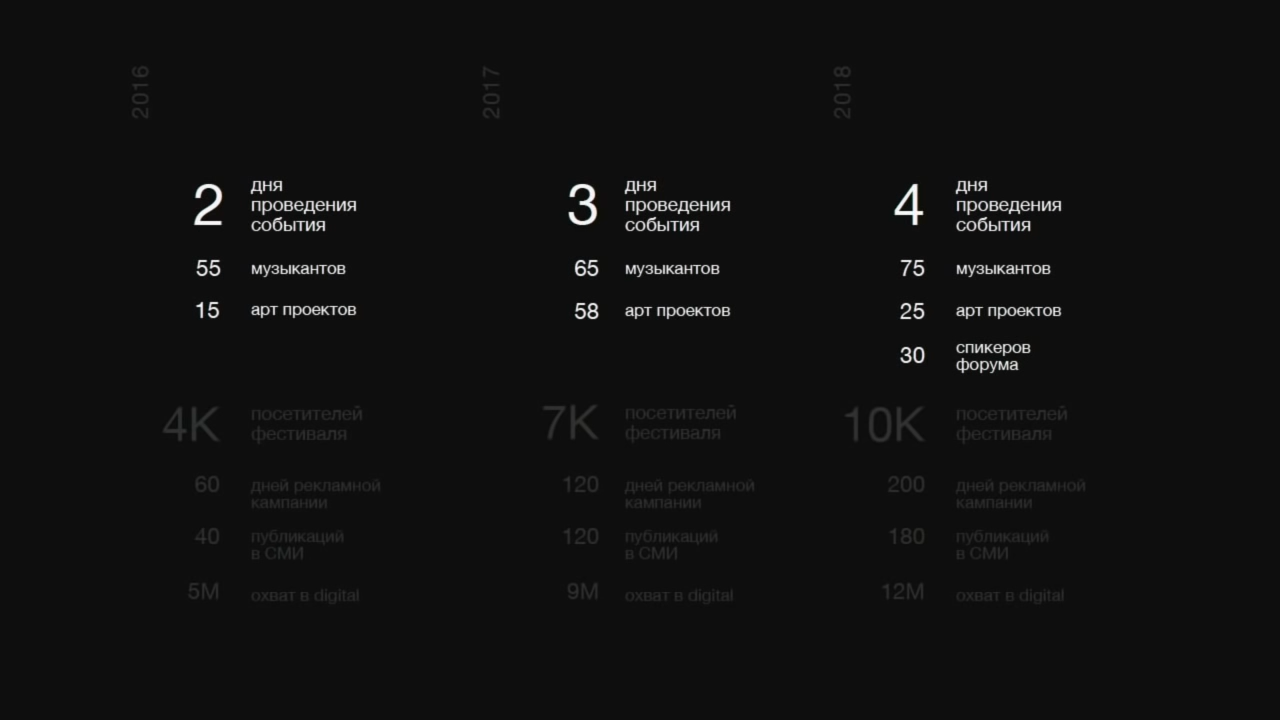 2016
2 дня
проведения
события
55 музыкантов
15 арт проектов
4K посетителей
фестиваля
60 дней рекламной
кампании
40 публикаций
в СМИ
5M охват в digital
2017
3 дня
проведения
события
65 музыкантов
58 арт проектов
7K посетителей
фестиваля
120 дней рекламной
кампании
120 публикаций
в СМИ
9M охват в digital
2018
4 дня
проведения
события
75 музыкантов
25 арт проектов
30 спикеров
форума
10K посетителей
фестиваля
200 дней рекламной
кампании
180 публикаций
в СМИ
12M охват в digital